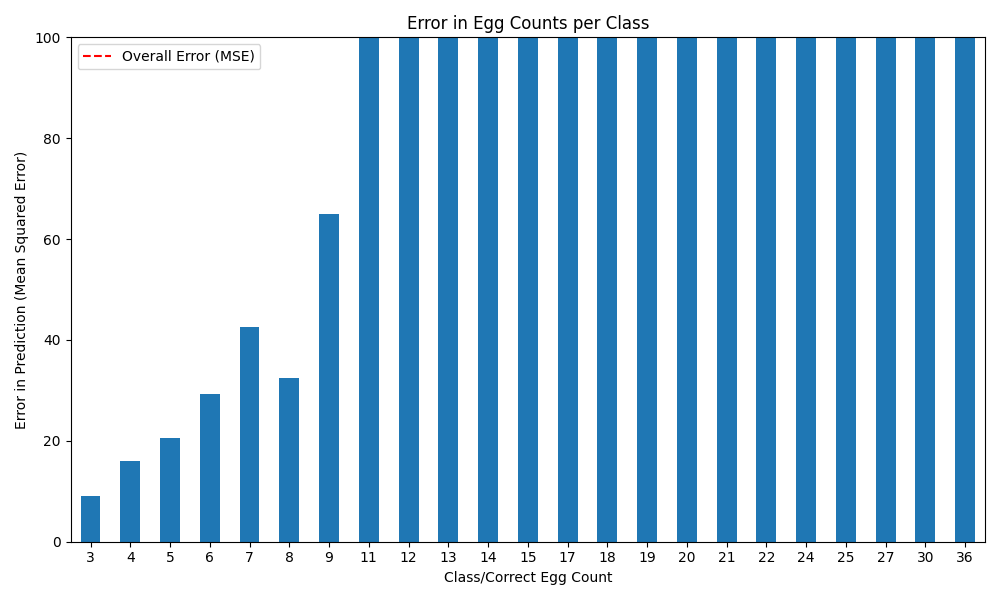 Error in Egg Counts per Class
100
Overall Error (MSE)
80
60
40
20
0
Error in Prediction (Mean Squared Error)
3 4 5 6 7 8 9 11 12 13 14 15 17 18 19 20 21 22 24 25 27 30 36
Class/Correct Egg Count